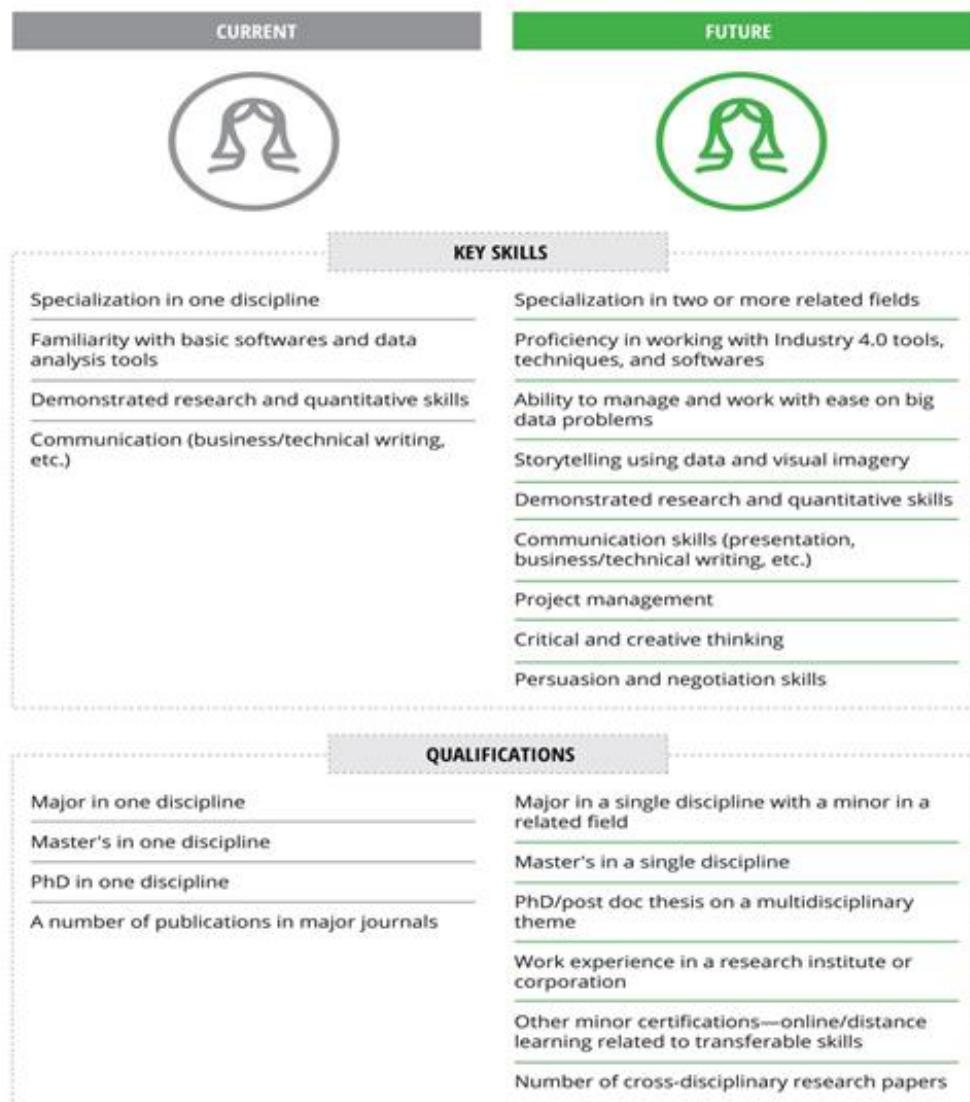 CURRENT
FUTURE
KEY SKILLS
Specialization in one discipline
Familiarity with basic softwares and data
analysis tools
Demonstrated research and quantitative skills
Communication (business/technical writing,
etc.)
Specialization in two or more related fields
Proficiency in working with Industry 4.0 tools,
techniques, and softwares
Ability to manage and work with ease on big
data problems
Storytelling using data and visual imagery
Demonstrated research and quantitative skills
Communication skills (presentation,
business/technical writing, etc.)
Project management
Critical and creative thinking
Persuasion and negotiation skills
QUALIFICATIONS
Major in one discipline
Master's in one discipline
PhD in one discipline
A number of publications in major journals
Major in a single discipline with a minor in a
related field
Master's in a single discipline
PhD/post doc thesis on a multidisciplinary
theme
Work experience in a research institute or
corporation
Other minor certifications—online/distance
learning related to transferable skills
Number of cross-disciplinary research papers